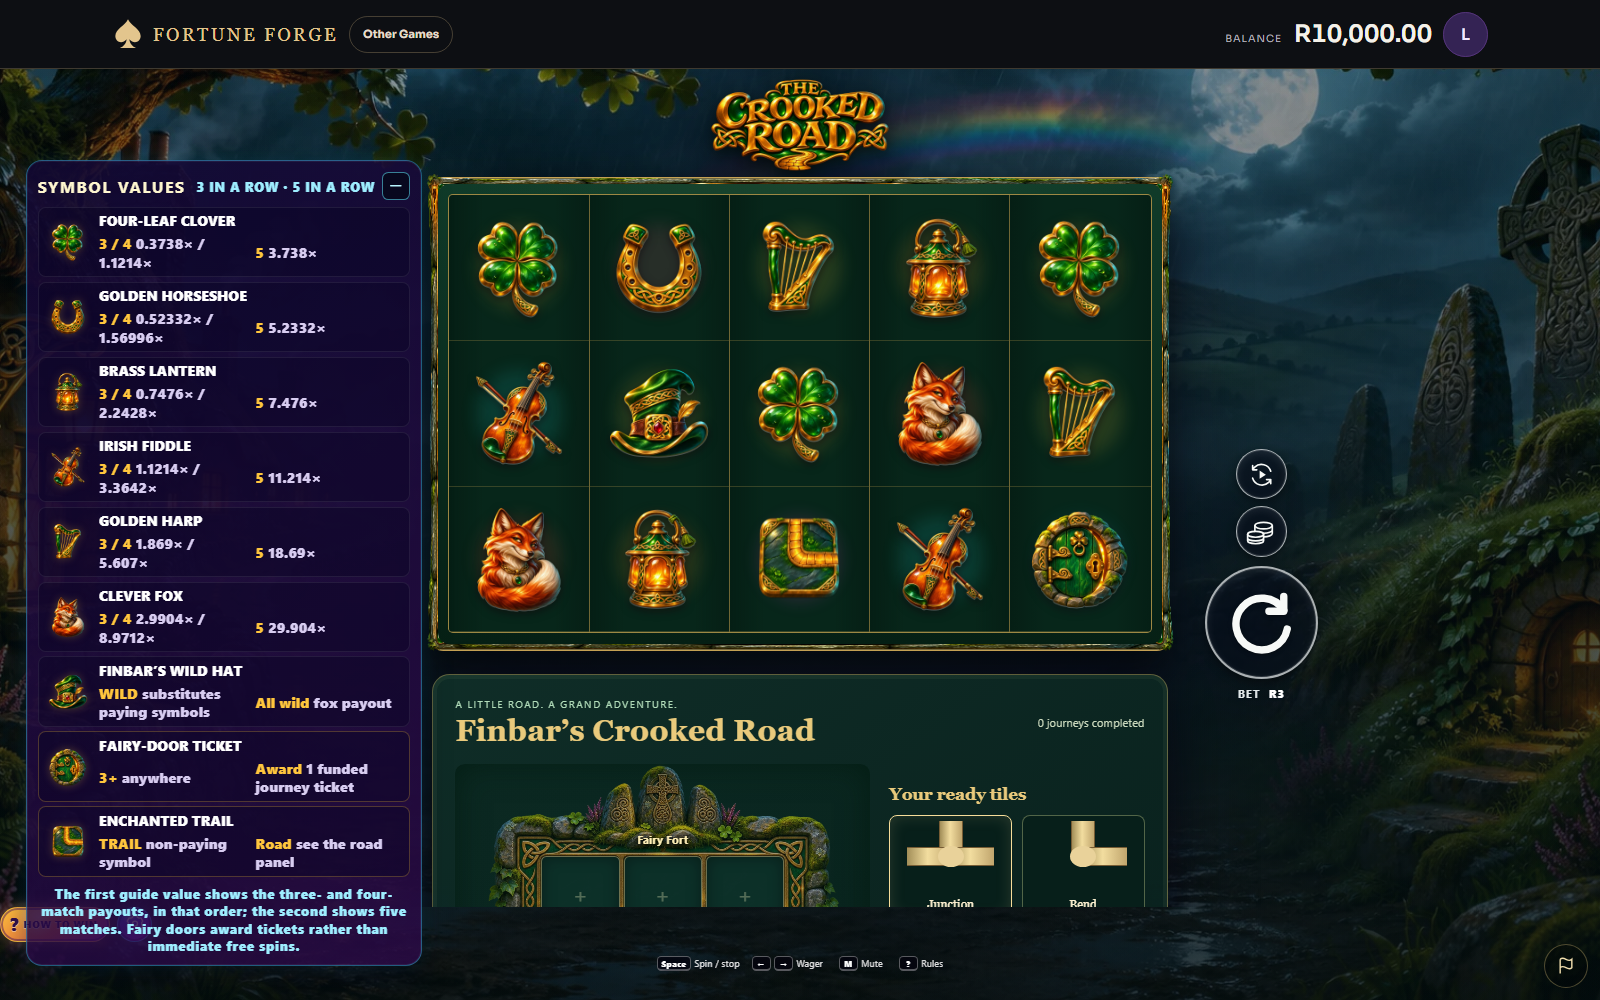 FORTUNE FORGE
Other Games
BALANCE R10,000.00
L
THE
CROOKED
ROAD
SYMBOL VALUES 3 IN A ROW · 5 IN A ROW
FOUR-LEAF CLOVER
3 / 4 0.3738× /
1.1214×
5 3.738×
GOLDEN HORSESHOE
3 / 4 0.52332× /
1.56996×
5 5.2332×
BRASS LANTERN
3 / 4 0.7476× /
2.2428×
5 7.476×
IRISH FIDDLE
3 / 4 1.1214× /
3.3642×
5 11.214×
GOLDEN HARP
3 / 4 1.869× /
5.607×
5 18.69×
CLEVER FOX
3 / 4 2.9904× /
8.9712×
5 29.904×
FINBAR'S WILD HAT
WILD substitutes
paying symbols
All wild fox payout
FAIRY-DOOR TICKET
3+ anywhere
Award 1 funded
journey ticket
ENCHANTED TRAIL
TRAIL non-paying
symbol
Road see the road
panel
The first guide value shows the three- and four-
match payouts, in that order; the second shows five
matches. Fairy doors award tickets rather than
immediate free spins.
BET R3
A LITTLE ROAD. A GRAND ADVENTURE.
Finbar's Crooked Road
0 journeys completed
Fairy Fort
Your ready tiles
Junction
Bend
Space Spin / stop ← → Wager M Mute ? Rules